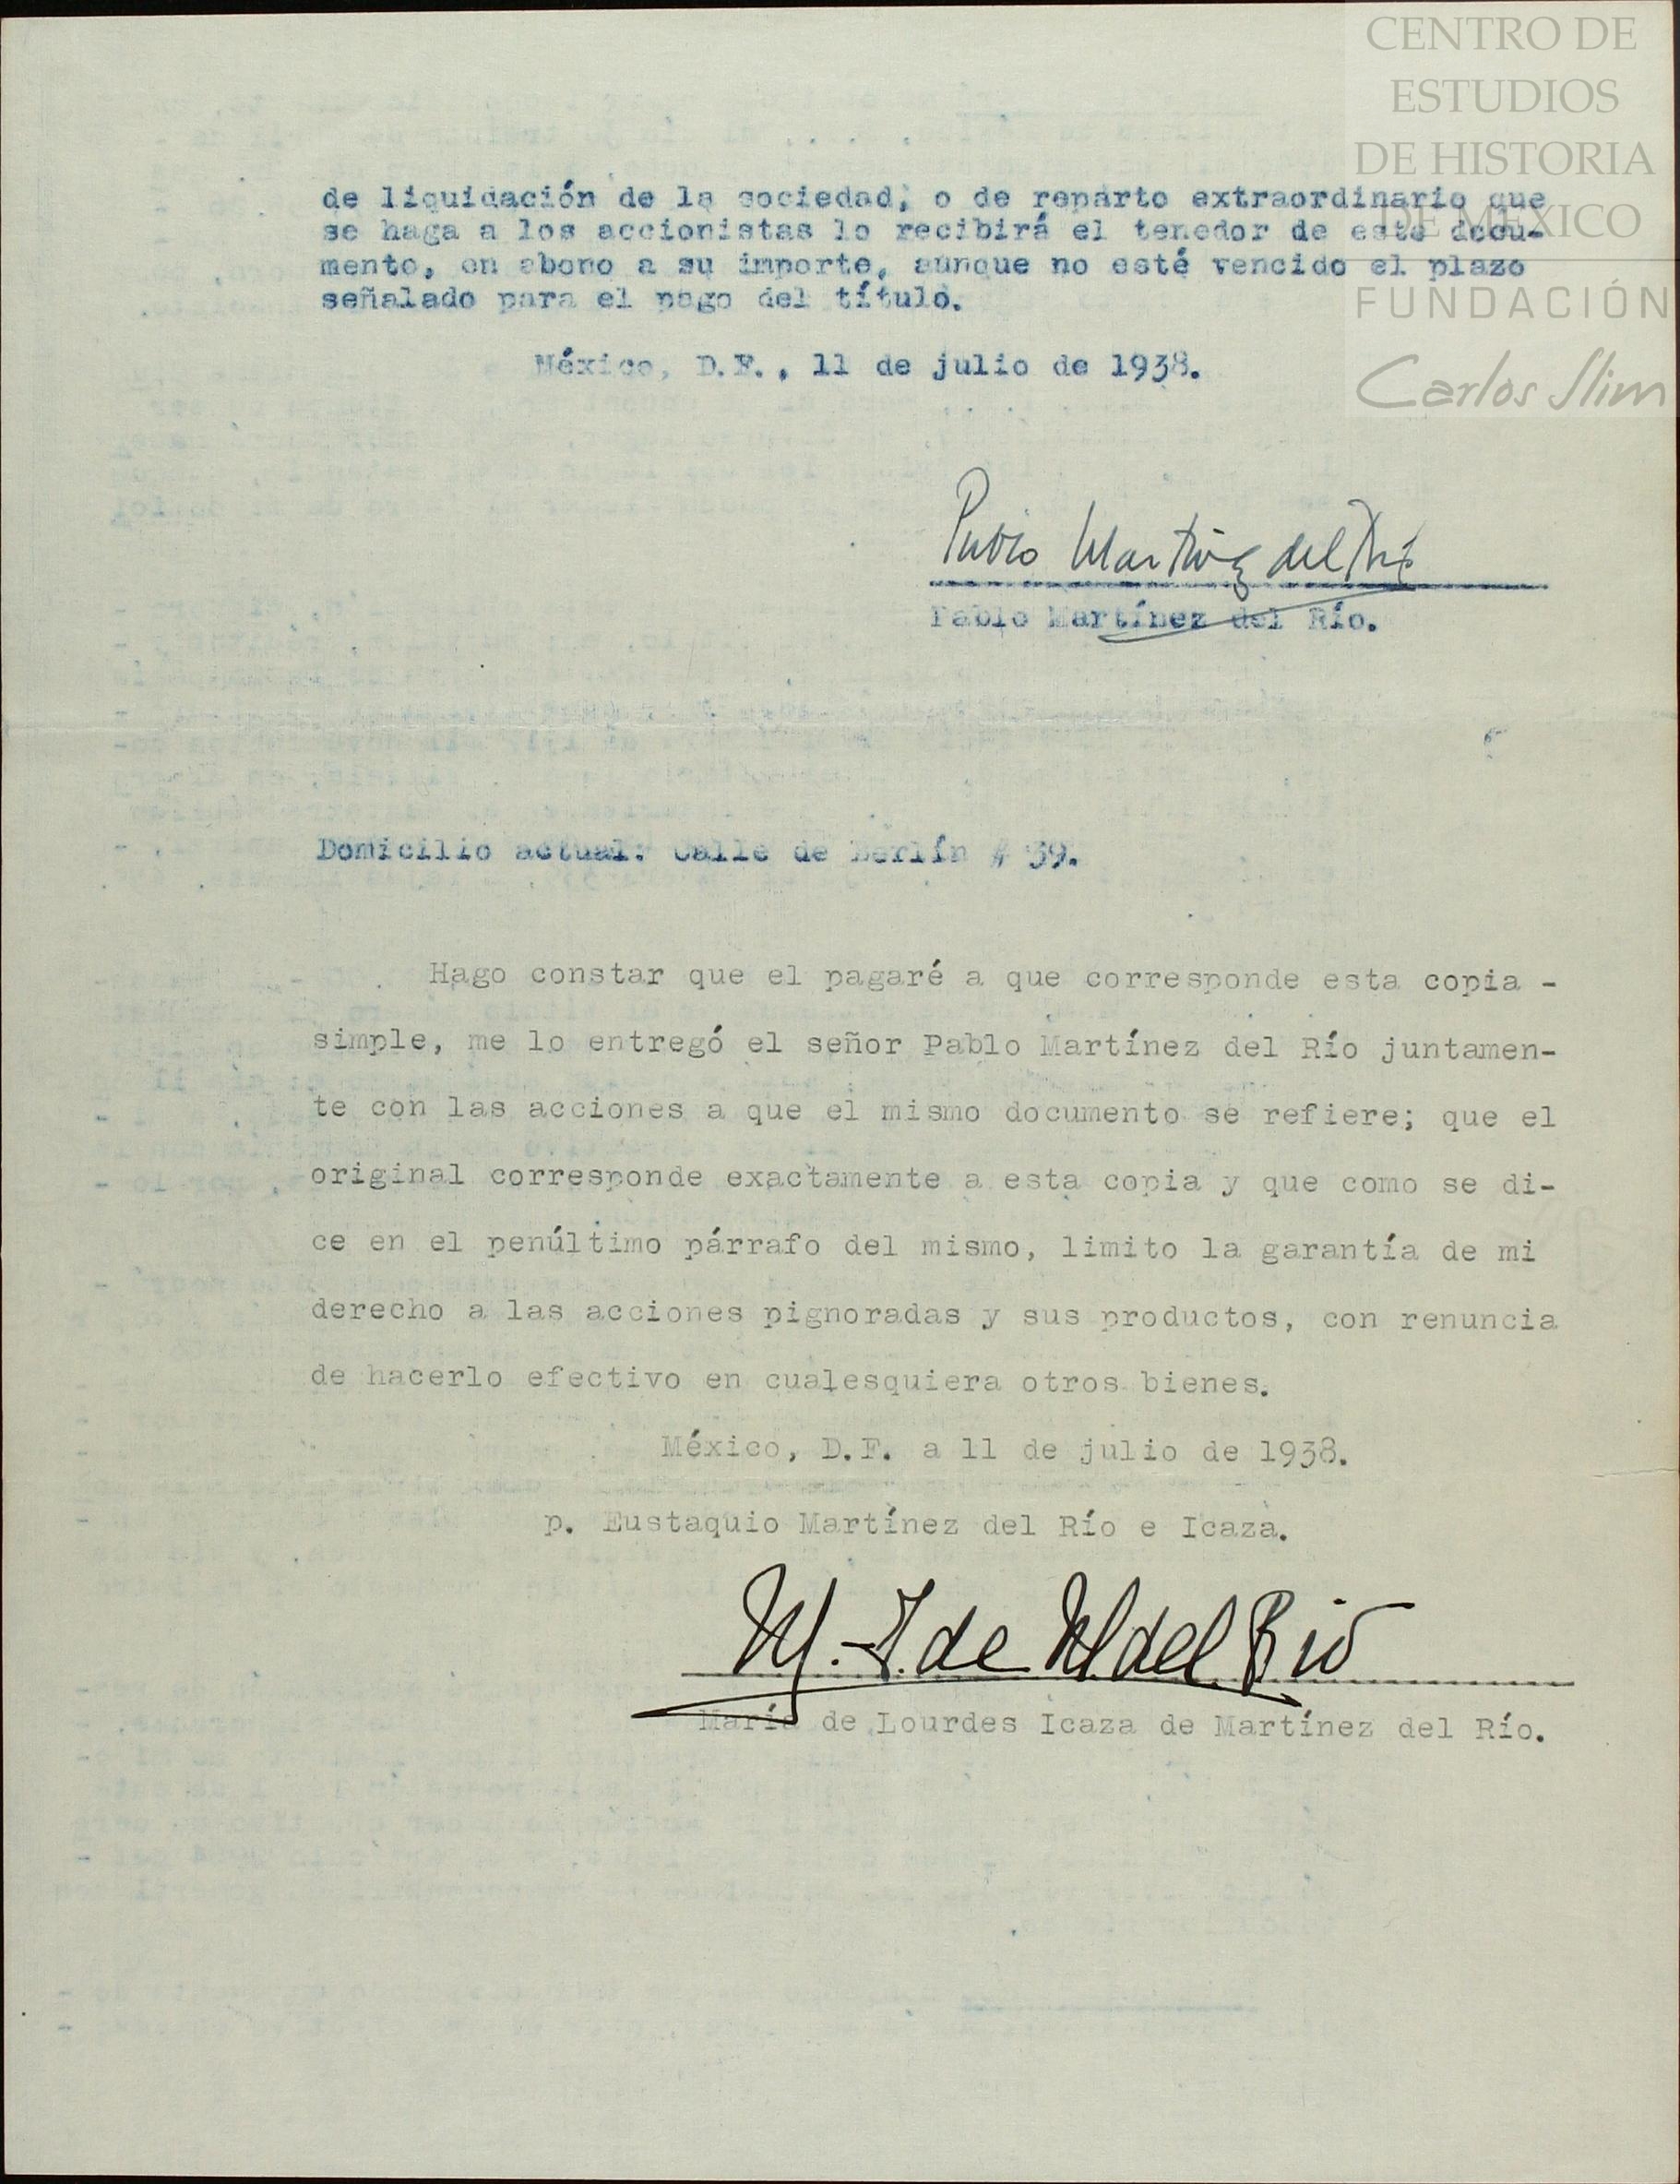 CENTRO DE
ESTUDIOS
DE HISTORIA
DE MÉXICO
FUNDACIÓN
Carlos Slim
de liquidación de la sociedad, o de reparto extraordinario que
se haga a los accionistas lo recibirá el tenedor de este docu-
mento, en abono a su importe, aunque no esté vencido el plazo
señalado para el pago del título.
México, D.F., 11 de julio de 1938.
Pablo Martínez del Río
Pablo Martínez del Río.
Domicilio actual: Calle de Berlín # 39.
Hago constar que el pagaré a que corresponde esta copia -
simple, me lo entregó el señor Pablo Martínez del Río juntamen-
te con las acciones a que el mismo documento se refiere; que el
original corresponde exactamente a esta copia y que como se di-
ce en el penúltimo párrafo del mismo, limito la garantía de mi
derecho a las acciones pignoradas y sus productos, con renuncia
de hacerlo efectivo en cualesquiera otros bienes.
México, D.F. a 11 de julio de 1938.
p. Eustaquio Martínez del Río e Icaza.
M. I. de M. del Río
María de Lourdes Icaza de Martínez del Río.